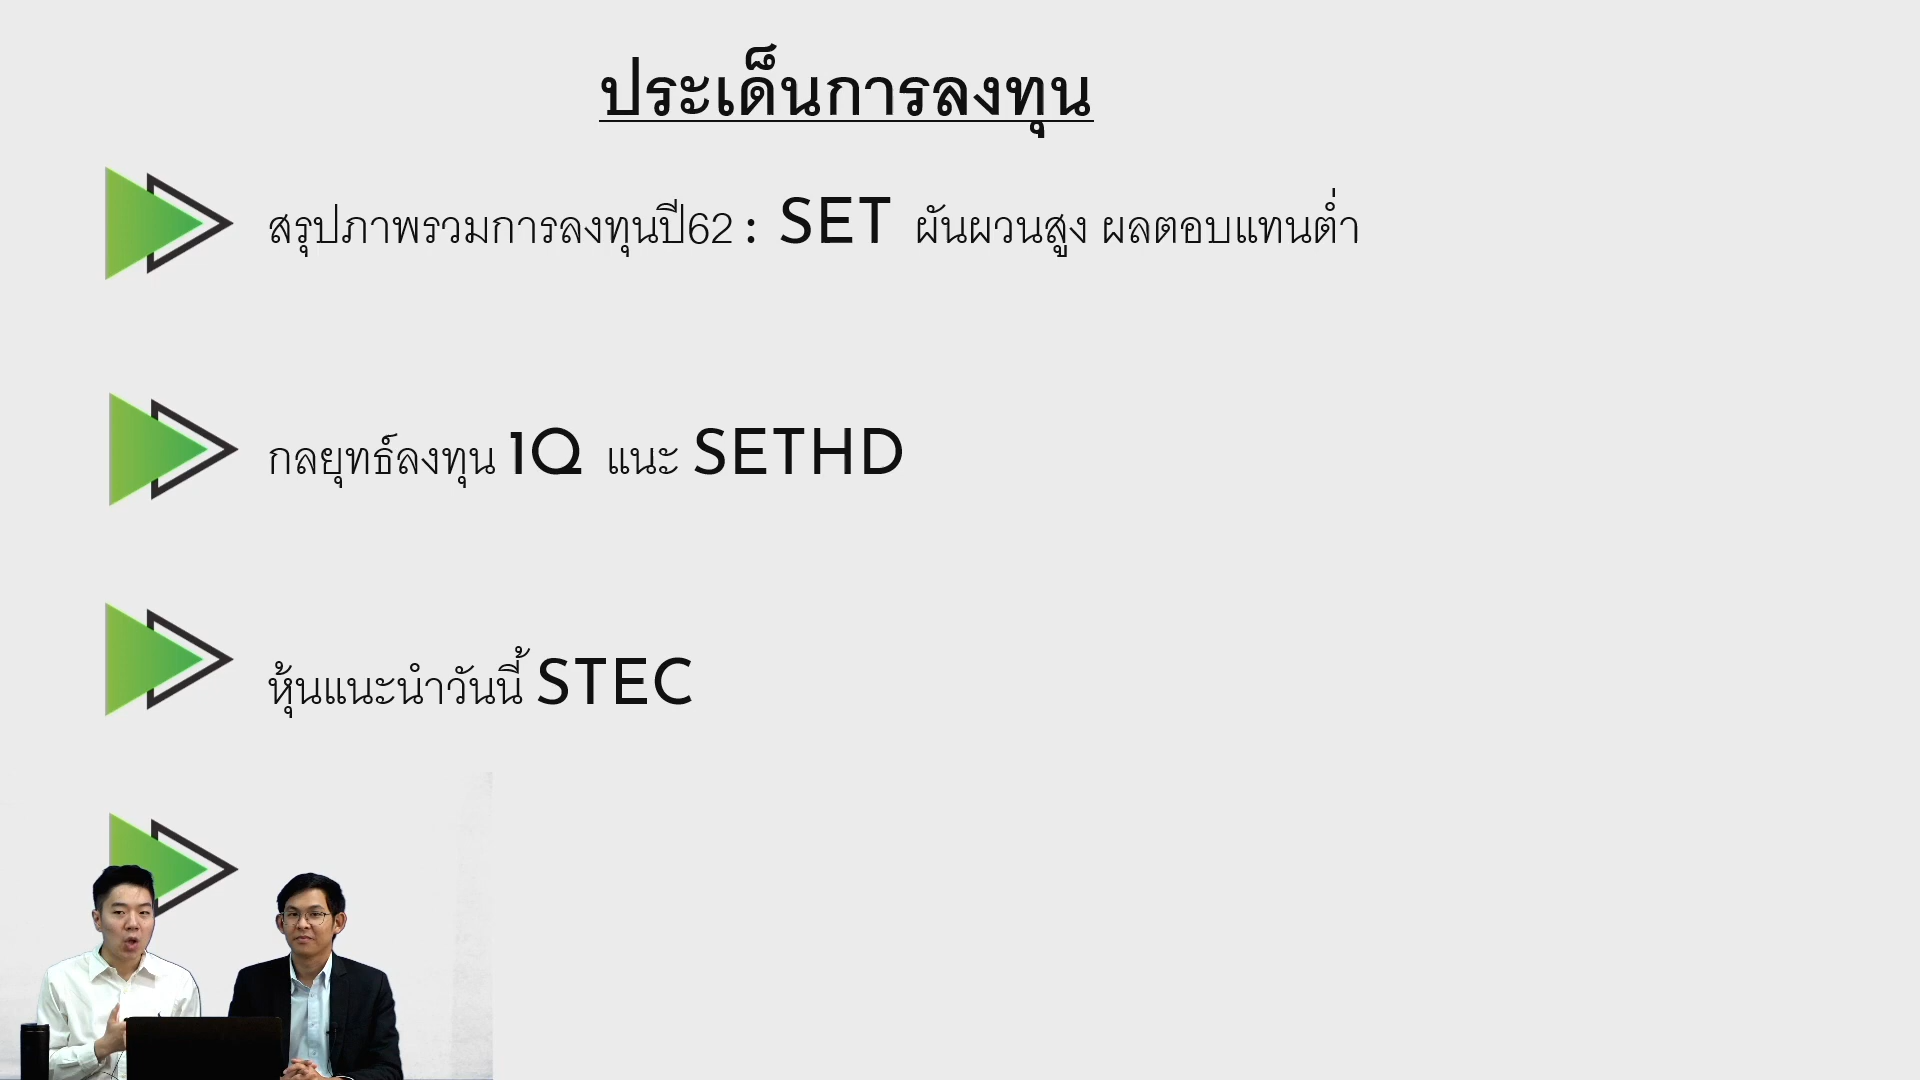 ประเด็นการลงทุน
สรุปภาพรวมการลงทุนปี62 : SET ผันผวนสูง ผลตอบแทนต่ำ
กลยุทธ์ลงทุน 1Q แนะ SETHD
หุ้นแนะนำวันนี้ STEC